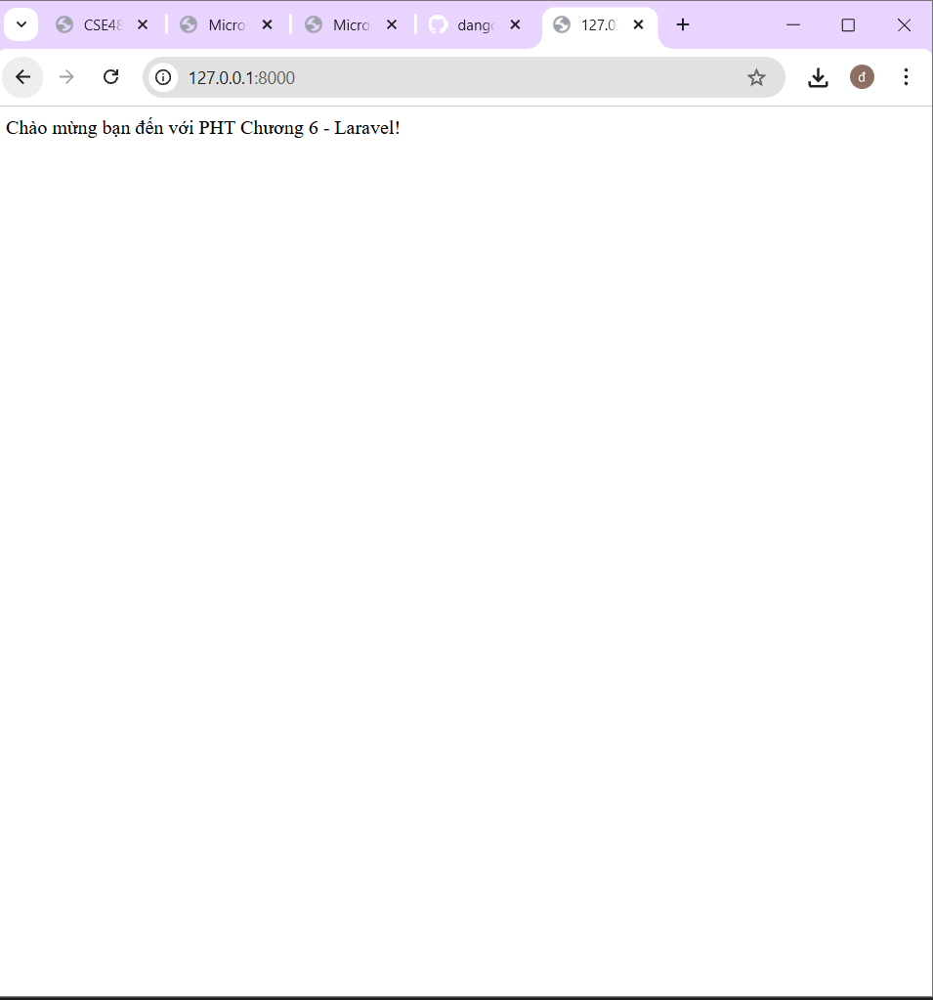 CSE48
Micro
Micro
dang
127.0.
127.0.0.1:8000
đ
Chào mừng bạn đến với PHT Chương 6 - Laravel!